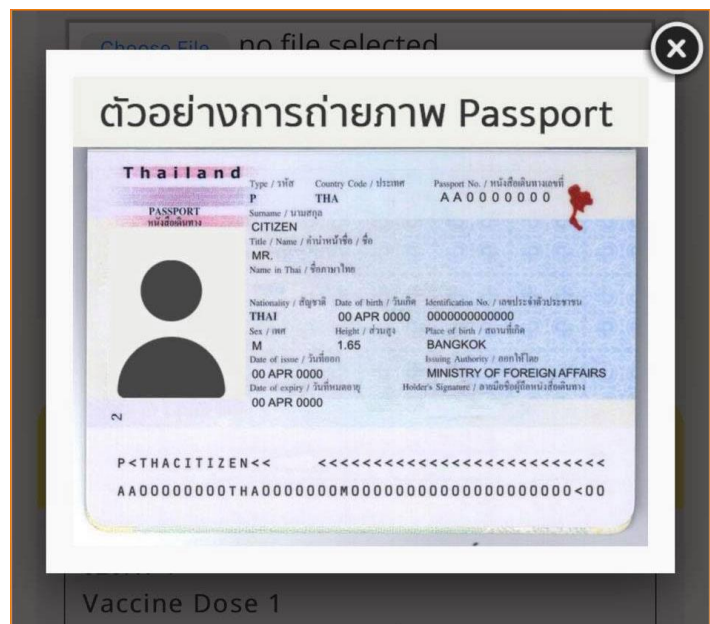 Choose File no file selected
ตัวอย่างการถ่ายภาพ Passport
Thailand
Type / รหัส Country Code / ประเทศ Passport No. / หนังสือเดินทางเลขที่
P THA AA0000000
PASSPORT
หนังสือเดินทาง
Surname / นามสกุล
CITIZEN
Title / Name / คำนำหน้าชื่อ / ชื่อ
MR.
Name in Thai / ชื่อภาษาไทย
Nationality / สัญชาติ Date of birth / วันเกิด Identification No. / เลขประจำตัวประชาชน
THAI 00 APR 0000 0000000000000
Sex / เพศ Height / ส่วนสูง Place of birth / สถานที่เกิด
M 1.65 BANGKOK
Date of issue / วันที่ออก Issuing Authority / ออกให้โดย
00 APR 0000 MINISTRY OF FOREIGN AFFAIRS
Date of expiry / วันที่หมดอายุ Holder's Signature / ลายมือชื่อผู้ถือหนังสือเดินทาง
00 APR 0000
2
P<THACITIZEN<< <<<<<<<<<<<<<<<<<<<<<<<<<<
AA00000000THA0000000M00000000000000000000<00
Vaccine Dose 1